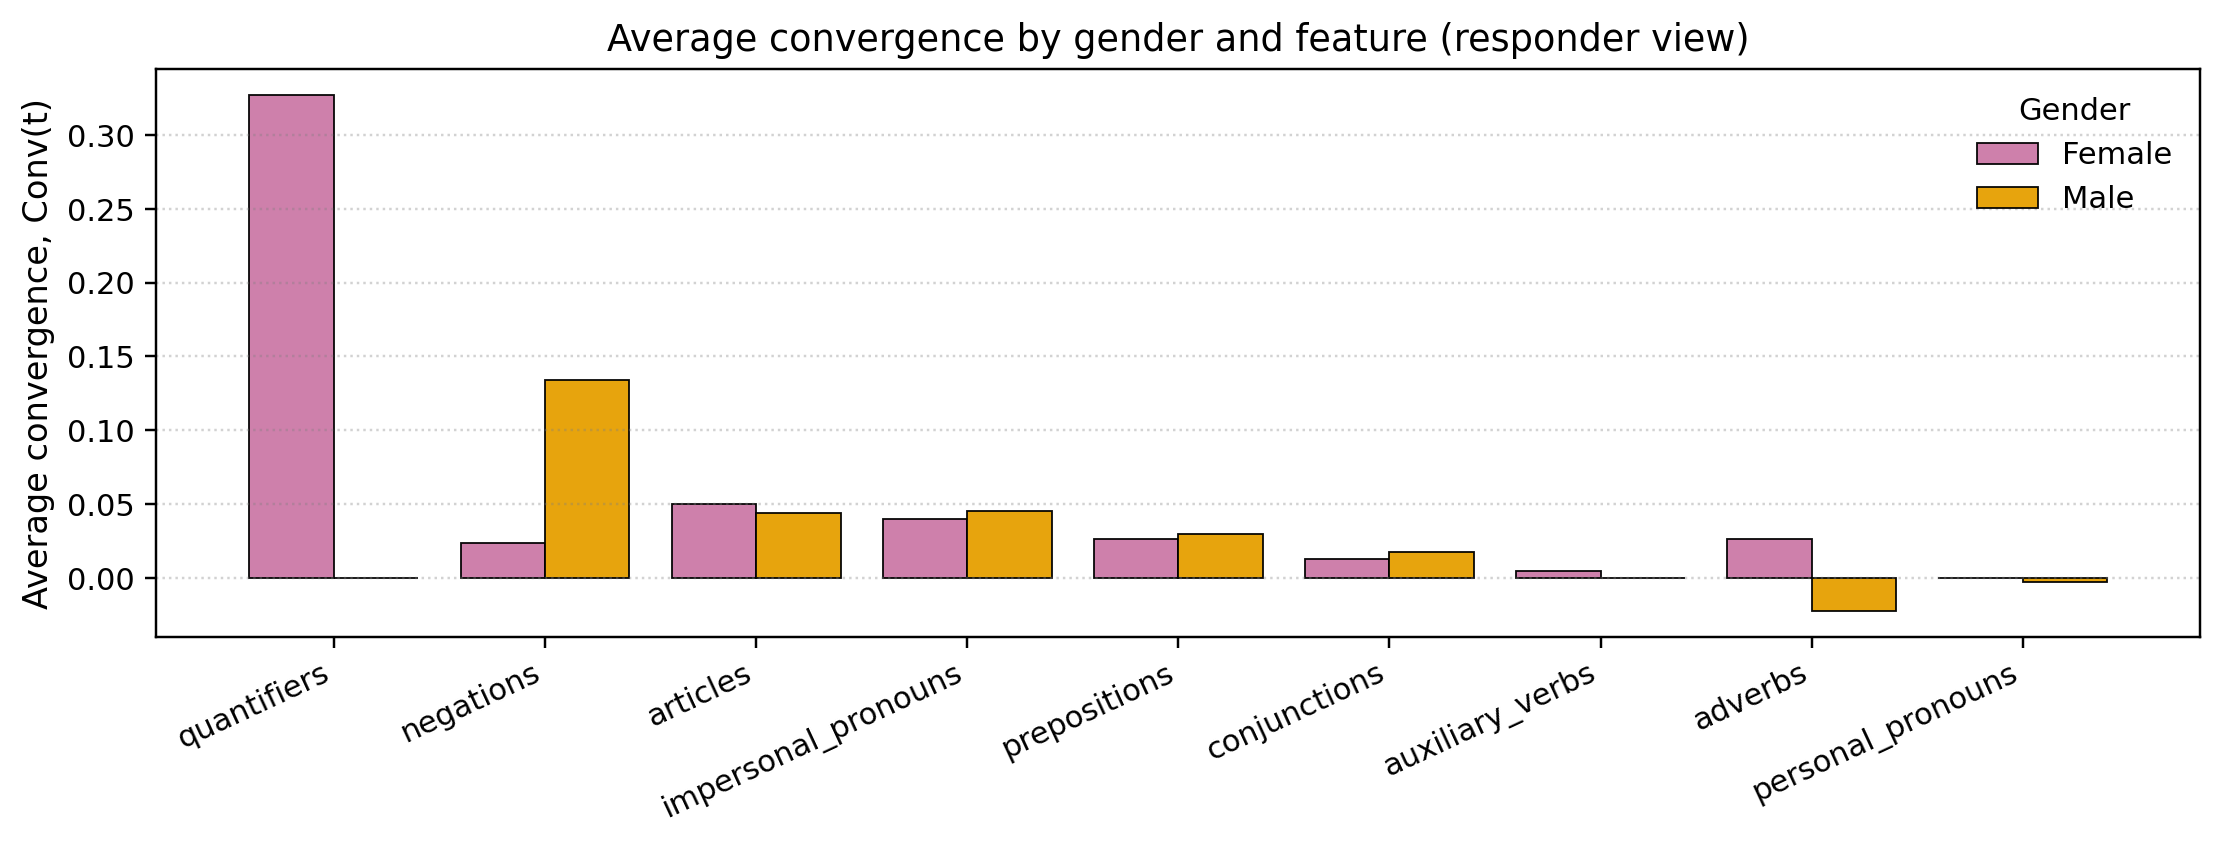 Average convergence by gender and feature (responder view)
Average convergence, Conv(t)
0.30
0.25
0.20
0.15
0.10
0.05
0.00
Gender
Female
Male
quantifiers
negations
articles
impersonal_pronouns
prepositions
conjunctions
auxiliary_verbs
adverbs
personal_pronouns